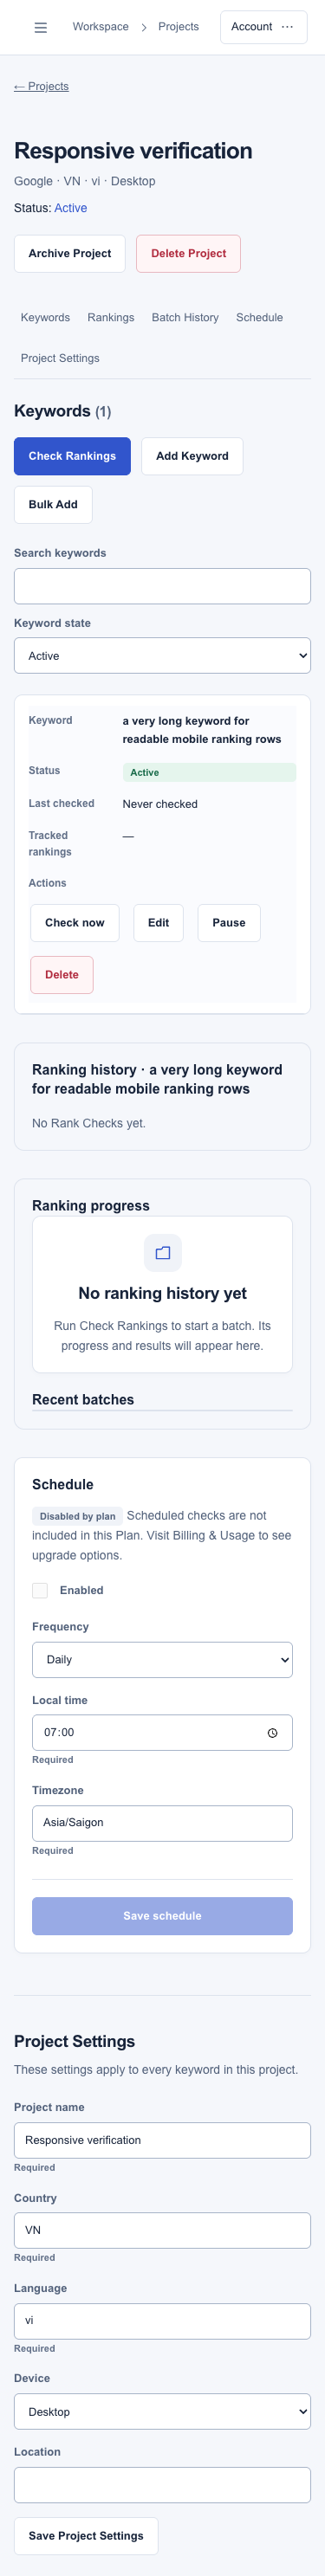 Workspace > Projects Account ···
← Projects
Responsive verification
Google · VN · vi · Desktop
Status: Active
Archive Project Delete Project
Keywords Rankings Batch History Schedule
Project Settings
Keywords (1)
Check Rankings Add Keyword
Bulk Add
Search keywords
Keyword state
Active
Keyword a very long keyword for
readable mobile ranking rows
Status Active
Last checked Never checked
Tracked —
rankings
Actions
Check now Edit Pause
Delete
Ranking history · a very long keyword
for readable mobile ranking rows
No Rank Checks yet.
Ranking progress
No ranking history yet
Run Check Rankings to start a batch. Its
progress and results will appear here.
Recent batches
Schedule
Disabled by plan Scheduled checks are not
included in this Plan. Visit Billing & Usage to see
upgrade options.
Enabled
Frequency
Daily
Local time
07:00
Required
Timezone
Asia/Saigon
Required
Save schedule
Project Settings
These settings apply to every keyword in this project.
Project name
Responsive verification
Required
Country
VN
Required
Language
vi
Required
Device
Desktop
Location
Save Project Settings